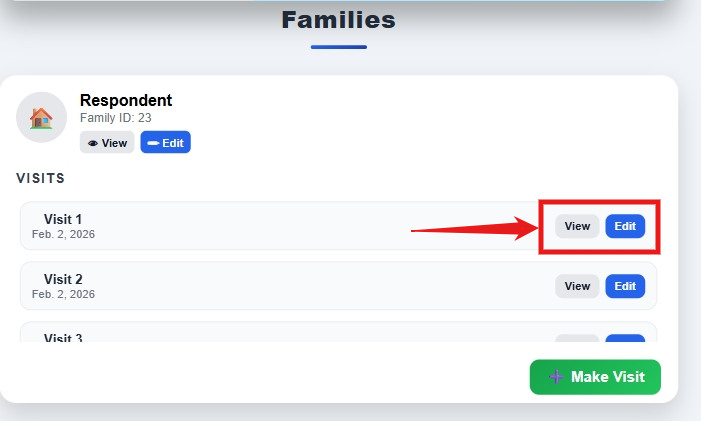 Families
Respondent
Family ID: 23
View Edit
VISITS
Visit 1
Feb. 2, 2026
View Edit
Visit 2
Feb. 2, 2026
View Edit
Visit 3
Make Visit